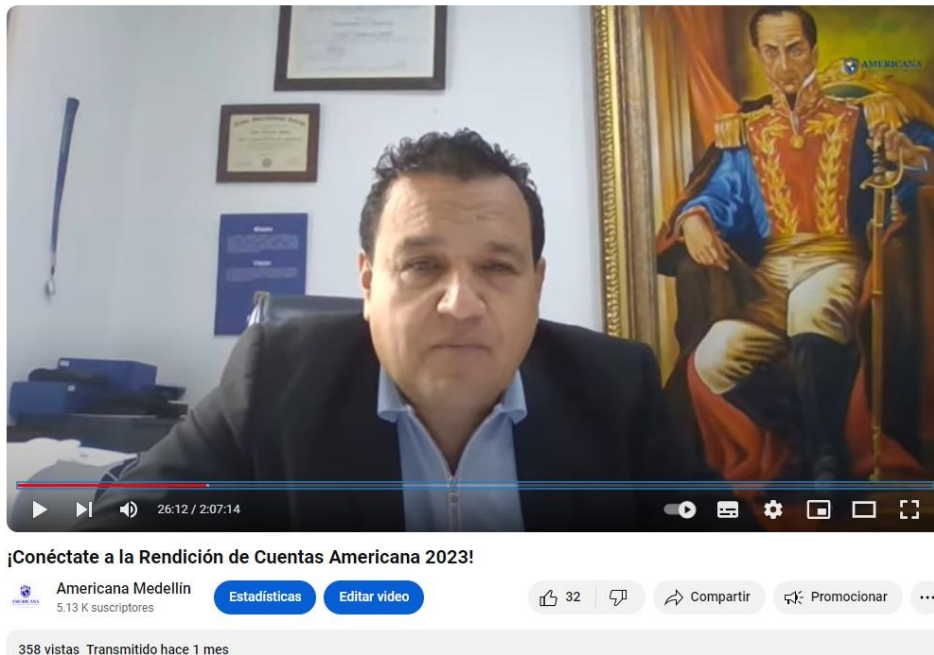 AMERICANA
26:12 / 2:07:14
¡Conéctate a la Rendición de Cuentas Americana 2023!
Americana Medellín
5.13 K suscriptores
Estadísticas
Editar video
32
Compartir
Promocionar
358 vistas Transmitido hace 1 mes